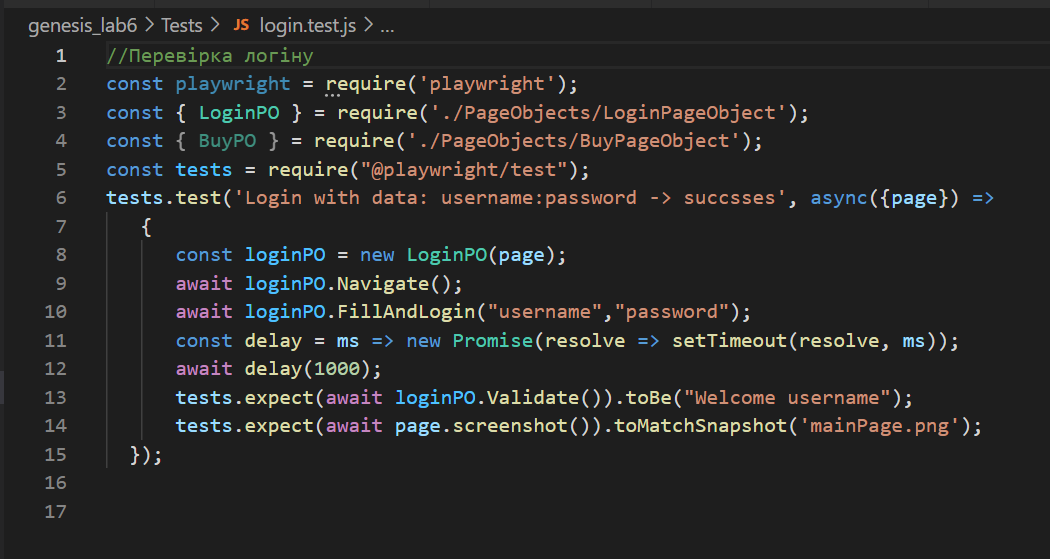 genesis_lab6 > Tests > JS login.test.js > ...
1 //Перевірка логіну
2 const playwright = require('playwright');
3 const { LoginPO } = require('./PageObjects/LoginPageObject');
4 const { BuyPO } = require('./PageObjects/BuyPageObject');
5 const tests = require("@playwright/test");
6 tests.test('Login with data: username:password -> succsses', async({page}) =>
7 {
8 const loginPO = new LoginPO(page);
9 await loginPO.Navigate();
10 await loginPO.FillAndLogin("username","password");
11 const delay = ms => new Promise(resolve => setTimeout(resolve, ms));
12 await delay(1000);
13 tests.expect(await loginPO.Validate()).toBe("Welcome username");
14 tests.expect(await page.screenshot()).toMatchSnapshot('mainPage.png');
15 });
16
17